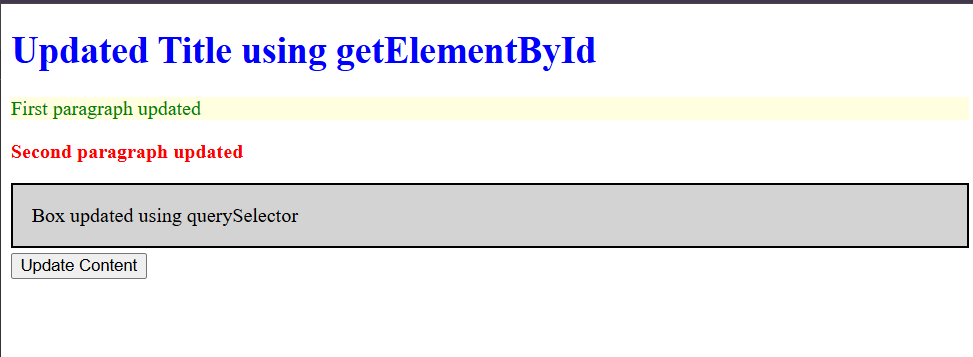 Updated Title using getElementById
First paragraph updated
Second paragraph updated
Box updated using querySelector
Update Content